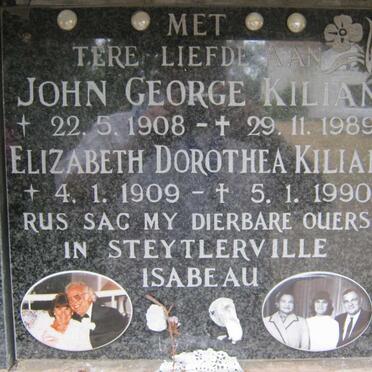 MET
TERE LIEFDE AAN
JOHN GEORGE KILIAN
✝ 22.5.1908 - ✝ 29.11.1989
ELIZABETH DOROTHEA KILIAN
✝ 4.1.1909 - ✝ 5.1.1990
RUS SAG MY DIERBARE OUERS
IN STEYTLERVILLE
ISABEAU